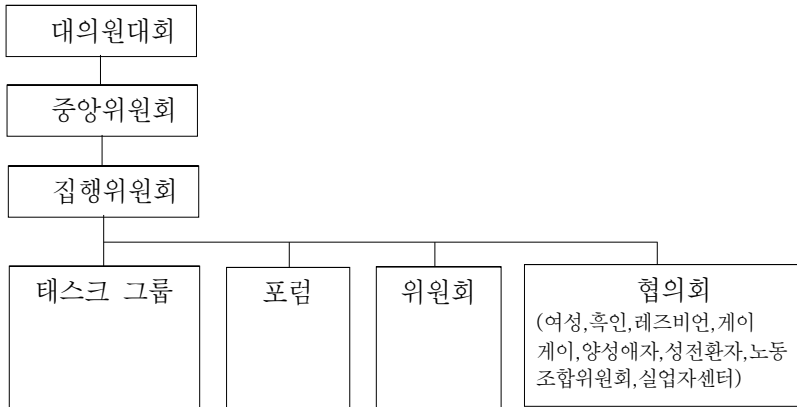 대의원대회
중앙위원회
집행위원회
태스크 그룹
포럼
위원회
협의회
(여성,흑인,레즈비언,게이
게이,양성애자,성전환자,노동
조합위원회,실업자센터)